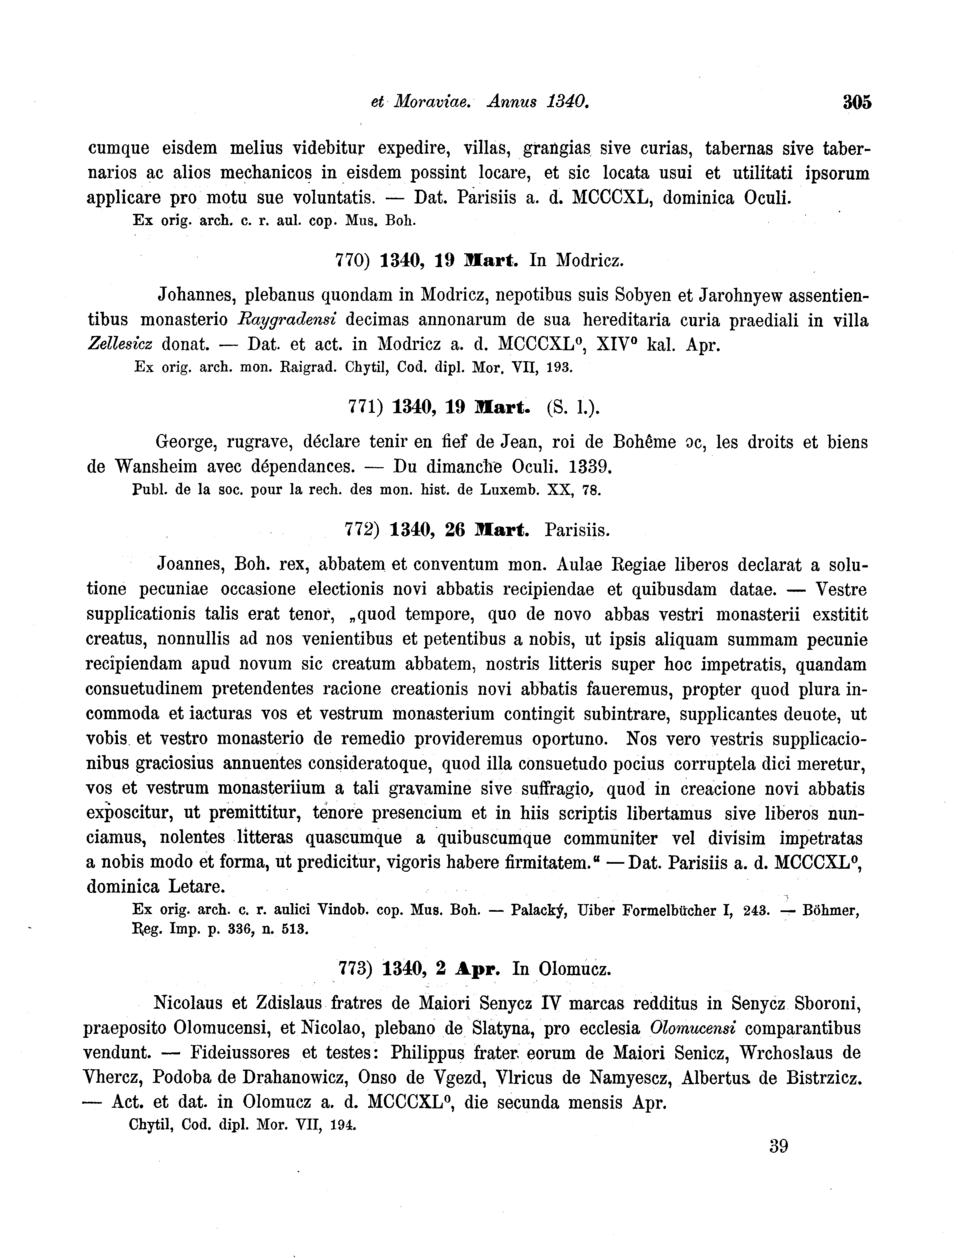 et Moraviae. Annus 1340. 305
cumque eisdem melius videbitur expedire, villas, grangias sive curias, tabernas sive taber-
narios ac alios mechanicos in eisdem possint locare, et sic locata usui et utilitati ipsorum
applicare pro motu sue voluntatis. — Dat. Parisiis a. d. MCCCXL, dominica Oculi.
Ex orig. arch. c. r. aul. cop. Mus. Boh.
770) 1340, 19 Mart. In Modricz.
Johannes, plebanus quondam in Modricz, nepotibus suis Sobyen et Jarohnyew assentien-
tibus monasterio Raygradensi decimas annonarum de sua hereditaria curia praediali in villa
Zellesicz donat. — Dat. et act. in Modricz a. d. MCCCXL⁰, XIV⁰ kal. Apr.
Ex orig. arch. mon. Raigrad. Chytil, Cod. dipl. Mor. VII, 193.
771) 1340, 19 Mart. (S. l.).
George, rugrave, déclare tenir en fief de Jean, roi de Bohême ɔc, les droits et biens
de Wansheim avec dépendances. — Du dimanche Oculi. 1339.
Publ. de la soc. pour la rech. des mon. hist. de Luxemb. XX, 78.
772) 1340, 26 Mart. Parisiis.
Joannes, Boh. rex, abbatem et conventum mon. Aulae Regiae liberos declarat a solu-
tione pecuniae occasione electionis novi abbatis recipiendae et quibusdam datae. — Vestre
supplicationis talis erat tenor, „quod tempore, quo de novo abbas vestri monasterii exstitit
creatus, nonnullis ad nos venientibus et petentibus a nobis, ut ipsis aliquam summam pecunie
recipiendam apud novum sic creatum abbatem, nostris litteris super hoc impetratis, quandam
consuetudinem pretendentes racione creationis novi abbatis faueremus, propter quod plura in-
commoda et iacturas vos et vestrum monasterium contingit subintrare, supplicantes deuote, ut
vobis et vestro monasterio de remedio provideremus oportuno. Nos vero vestris supplicacio-
nibus graciosius annuentes consideratoque, quod illa consuetudo pocius corruptela dici meretur,
vos et vestrum monasteriium a tali gravamine sive suffragio, quod in creacione novi abbatis
exposcitur, ut premittitur, tenore presencium et in hiis scriptis libertamus sive liberos nun-
ciamus, nolentes litteras quascumque a quibuscumque communiter vel divisim impetratas
a nobis modo et forma, ut predicitur, vigoris habere firmitatem.“ — Dat. Parisiis a. d. MCCCXL⁰,
dominica Letare.
Ex orig. arch. c. r. aulici Vindob. cop. Mus. Boh. — Palacký, Uiber Formelbücher I, 243. — Böhmer,
Reg. Imp. p. 336, n. 513.
773) 1340, 2 Apr. In Olomucz.
Nicolaus et Zdislaus fratres de Maiori Senycz IV marcas redditus in Senycz Sboroni,
praeposito Olomucensi, et Nicolao, plebano de Slatyna, pro ecclesia Olomucensi comparantibus
vendunt. — Fideiussores et testes: Philippus frater eorum de Maiori Senicz, Wrchoslaus de
Vhercz, Podoba de Drahanowicz, Onso de Vgezd, Vlricus de Namyescz, Albertus de Bistrzicz.
— Act. et dat. in Olomucz a. d. MCCCXL⁰, die secunda mensis Apr.
Chytil, Cod. dipl. Mor. VII, 194.
39